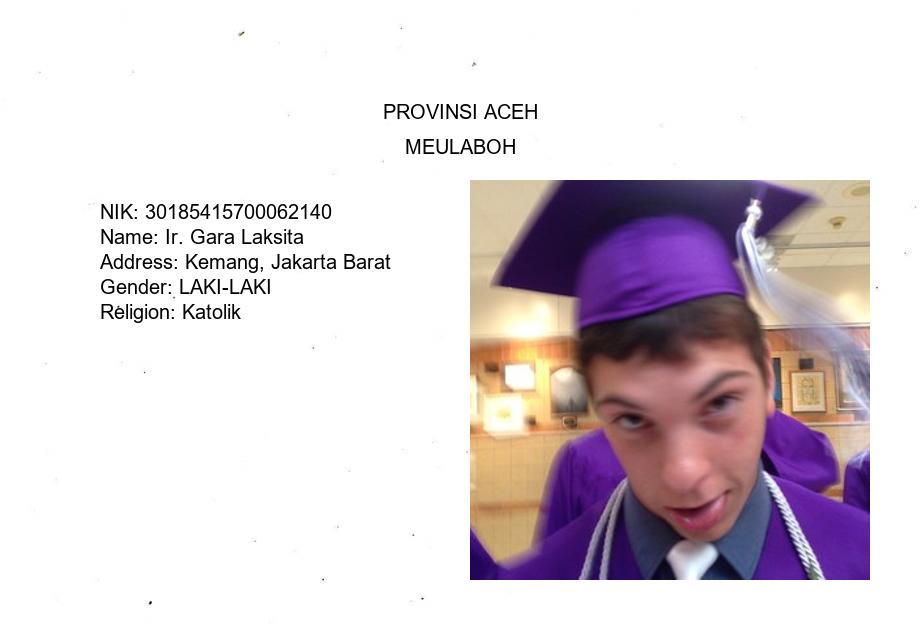 PROVINSI ACEH
MEULABOH
NIK: 30185415700062140
Name: Ir. Gara Laksita
Address: Kemang, Jakarta Barat
Gender: LAKI-LAKI
Religion: Katolik